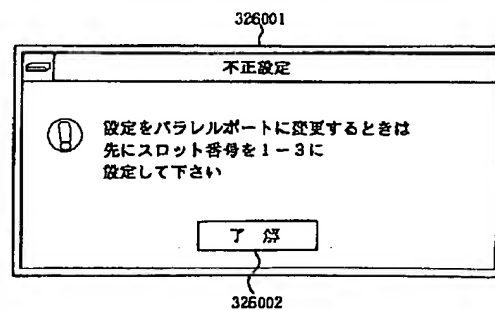 326001
不正設定
設定をパラレルポートに変更するときは
先にスロット番号を1-3に
設定して下さい
了解
326002